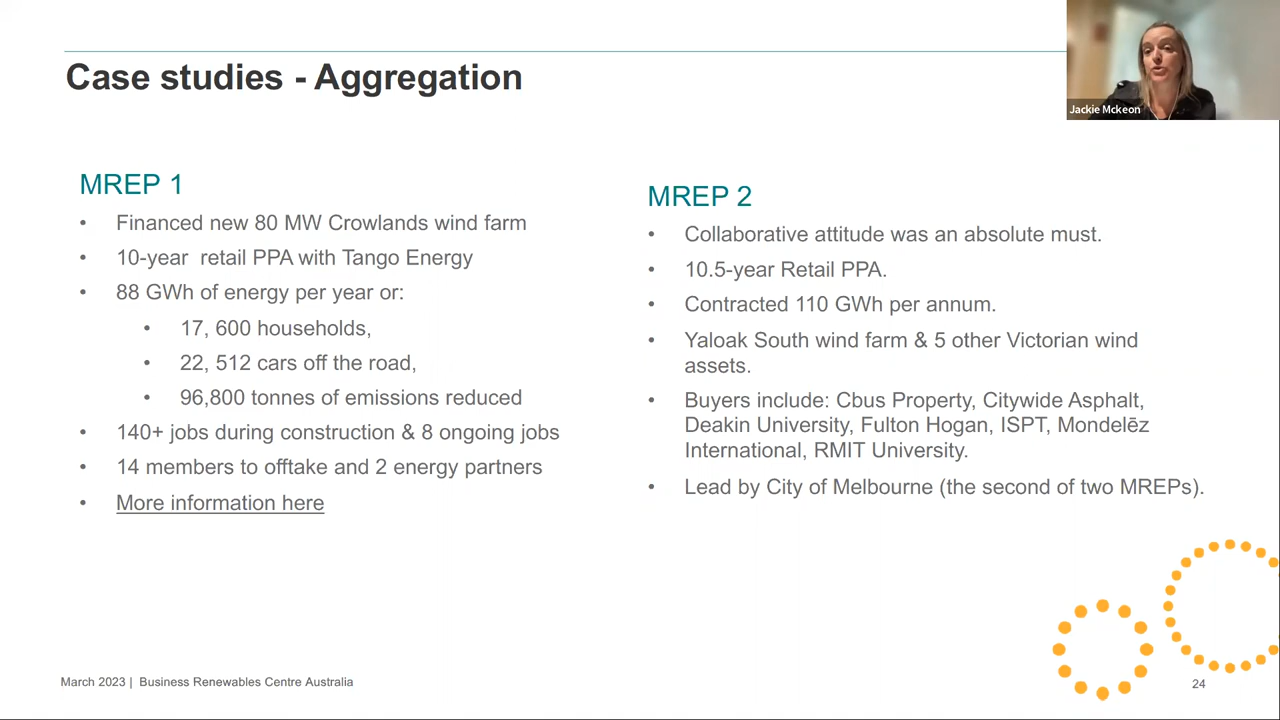 Case studies - Aggregation
Jackie Mckeon
MREP 1
• Financed new 80 MW Crowlands wind farm
• 10-year  retail PPA with Tango Energy
• 88 GWh of energy per year or:
• 17, 600 households,
• 22, 512 cars off the road,
• 96,800 tonnes of emissions reduced
• 140+ jobs during construction & 8 ongoing jobs
• 14 members to offtake and 2 energy partners
• More information here
MREP 2
• Collaborative attitude was an absolute must.
• 10.5-year Retail PPA.
• Contracted 110 GWh per annum.
• Yaloak South wind farm & 5 other Victorian wind
assets.
• Buyers include: Cbus Property, Citywide Asphalt,
Deakin University, Fulton Hogan, ISPT, Mondelēz
International, RMIT University.
• Lead by City of Melbourne (the second of two MREPs).
March 2023 | Business Renewables Centre Australia
24